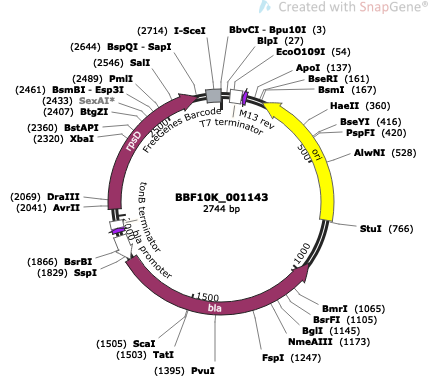 Created with SnapGene®
(2714) I-SceI
BbvCI - Bpu10I (3)
(2644) BspQI - SapI
BlpI (27)
(2546) SalI
EcoO109I (54)
(2489) PmlI
ApoI (137)
(2461) BsmBI - Esp3I
BseRI (161)
(2433) SexAI*
BsmI (167)
(2407) BtgZI
HaeII (360)
(2360) BstAPI
BseYI (416)
(2320) XbaI
PspFI (420)
AlwNI (528)
FreeGenes Barcode
T7 terminator
M13 rev
rpsD
ori
2500
500
(2069) DraIII
(2041) AvrII
BBF10K_001143
2744 bp
StuI (766)
tonB terminator
bla promoter
2000
1000
(1866) BsrBI
(1829) SspI
1500
bla
BmrI (1065)
BsrFI (1105)
BglI (1145)
NmeAIII (1173)
FspI (1247)
(1505) ScaI
(1503) TatI
(1395) PvuI